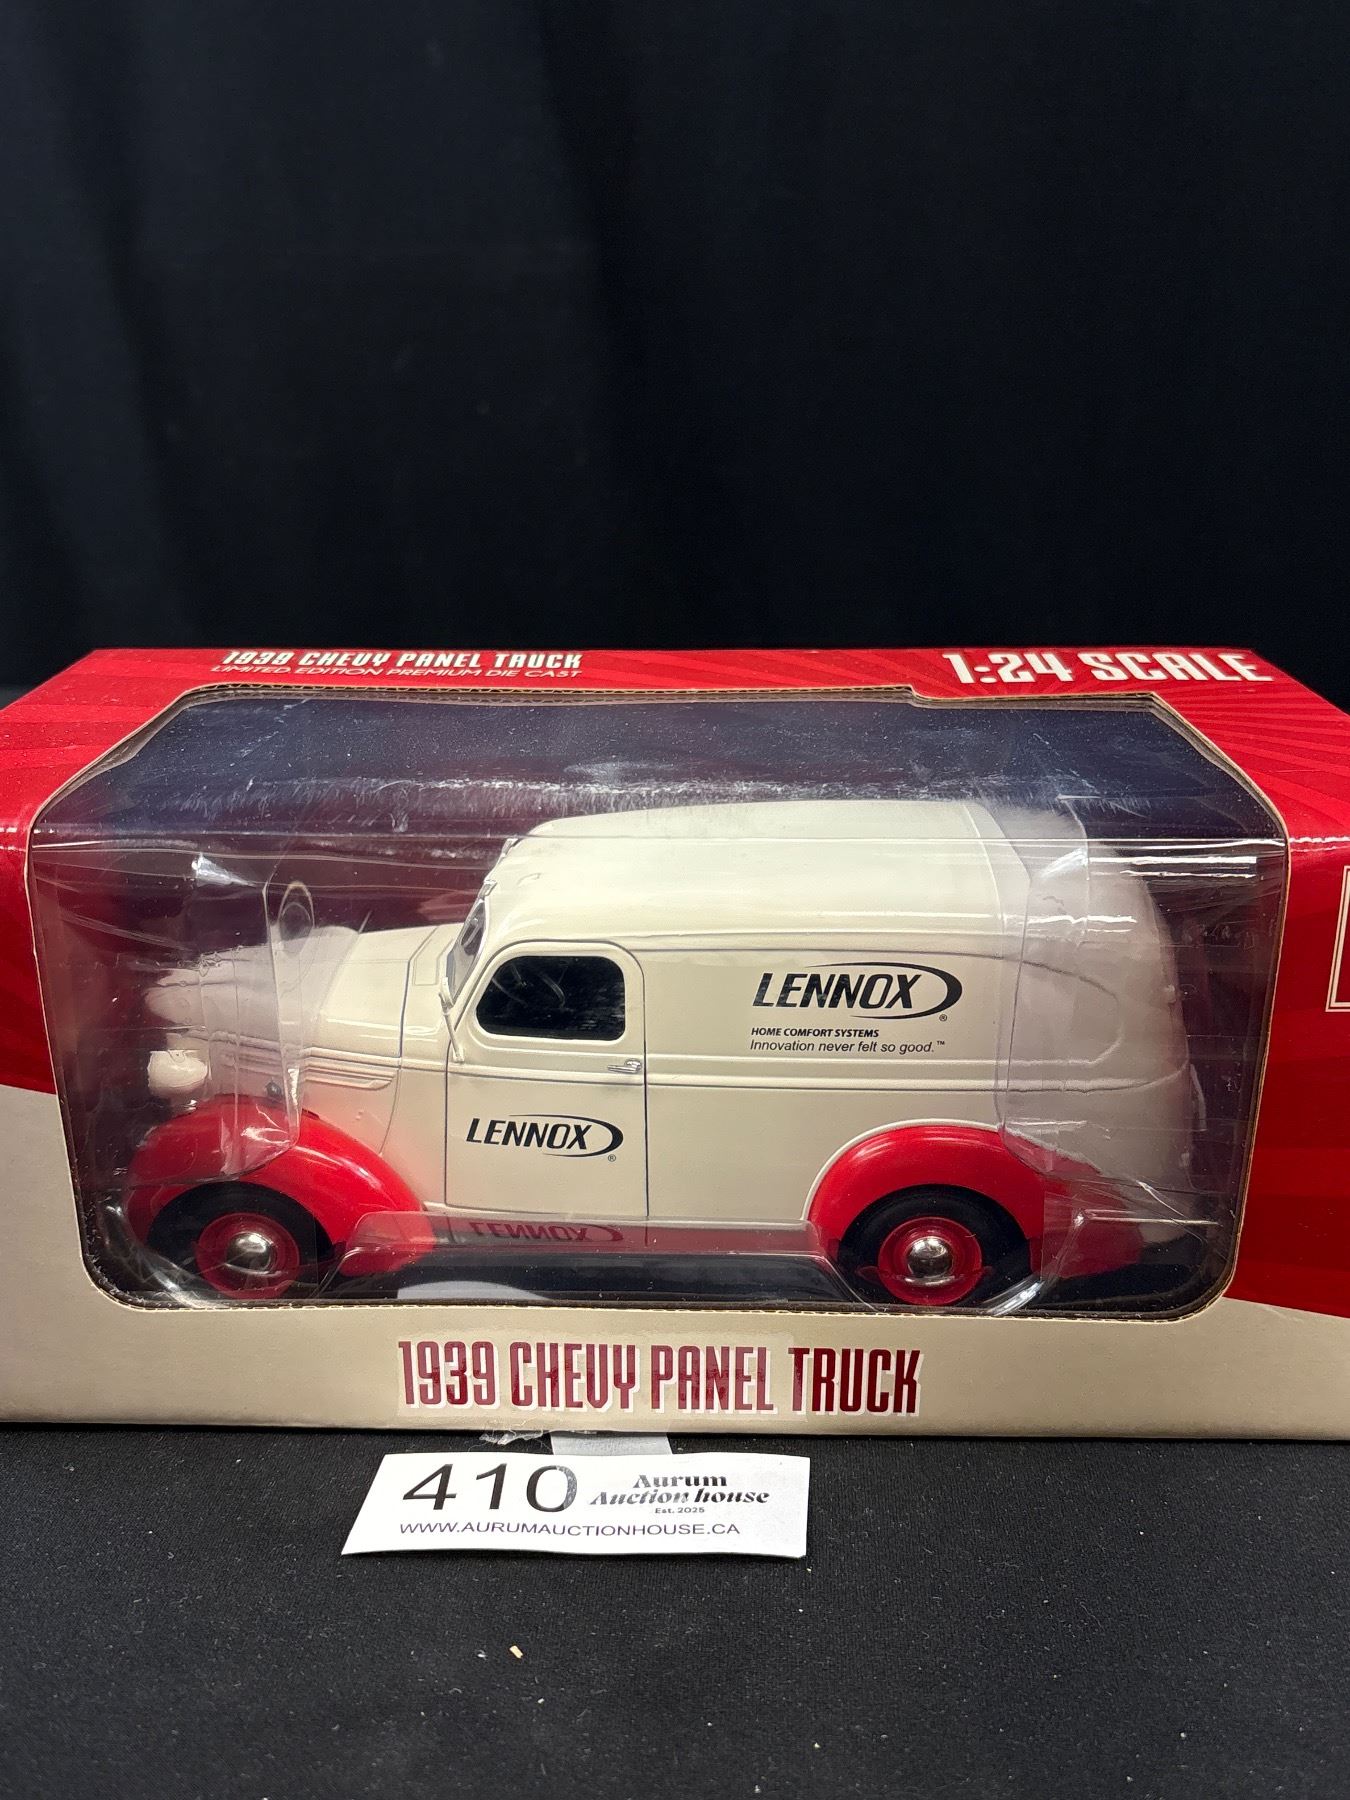 1939 CHEVY PANEL TRUCK
LIMITED EDITION PREMIUM DIE CAST
1:24 SCALE
LENNOX®
HOME COMFORT SYSTEMS
Innovation never felt so good.™
LENNOX®
LENNOX
1939 CHEVY PANEL TRUCK
410 Aurum
Auction house
Est. 2025
WWW.AURUMAUCTIONHOUSE.CA